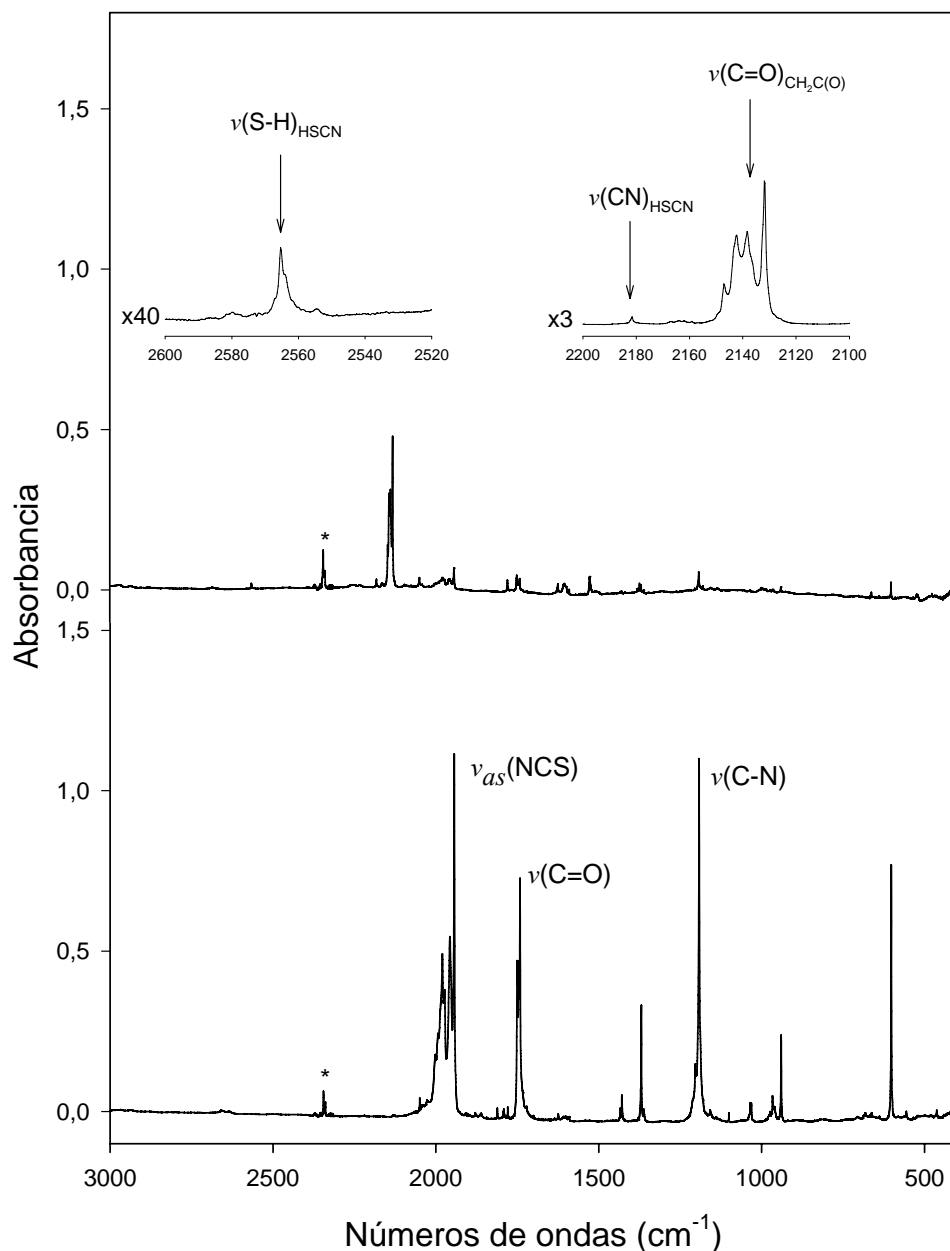 1,5
ν(C=O)CH₂C(O)
ν(S-H)HSCN
ν(CN)HSCN
1,0
x40
x3
2600 2580 2560 2540 2520
2200 2180 2160 2140 2120 2100
0,5
*
0,0
1,5
Absorbancia
1,0
νas(NCS)
ν(C-N)
ν(C=O)
0,5
*
0,0
3000 2500 2000 1500 1000 500
Números de ondas (cm⁻¹)